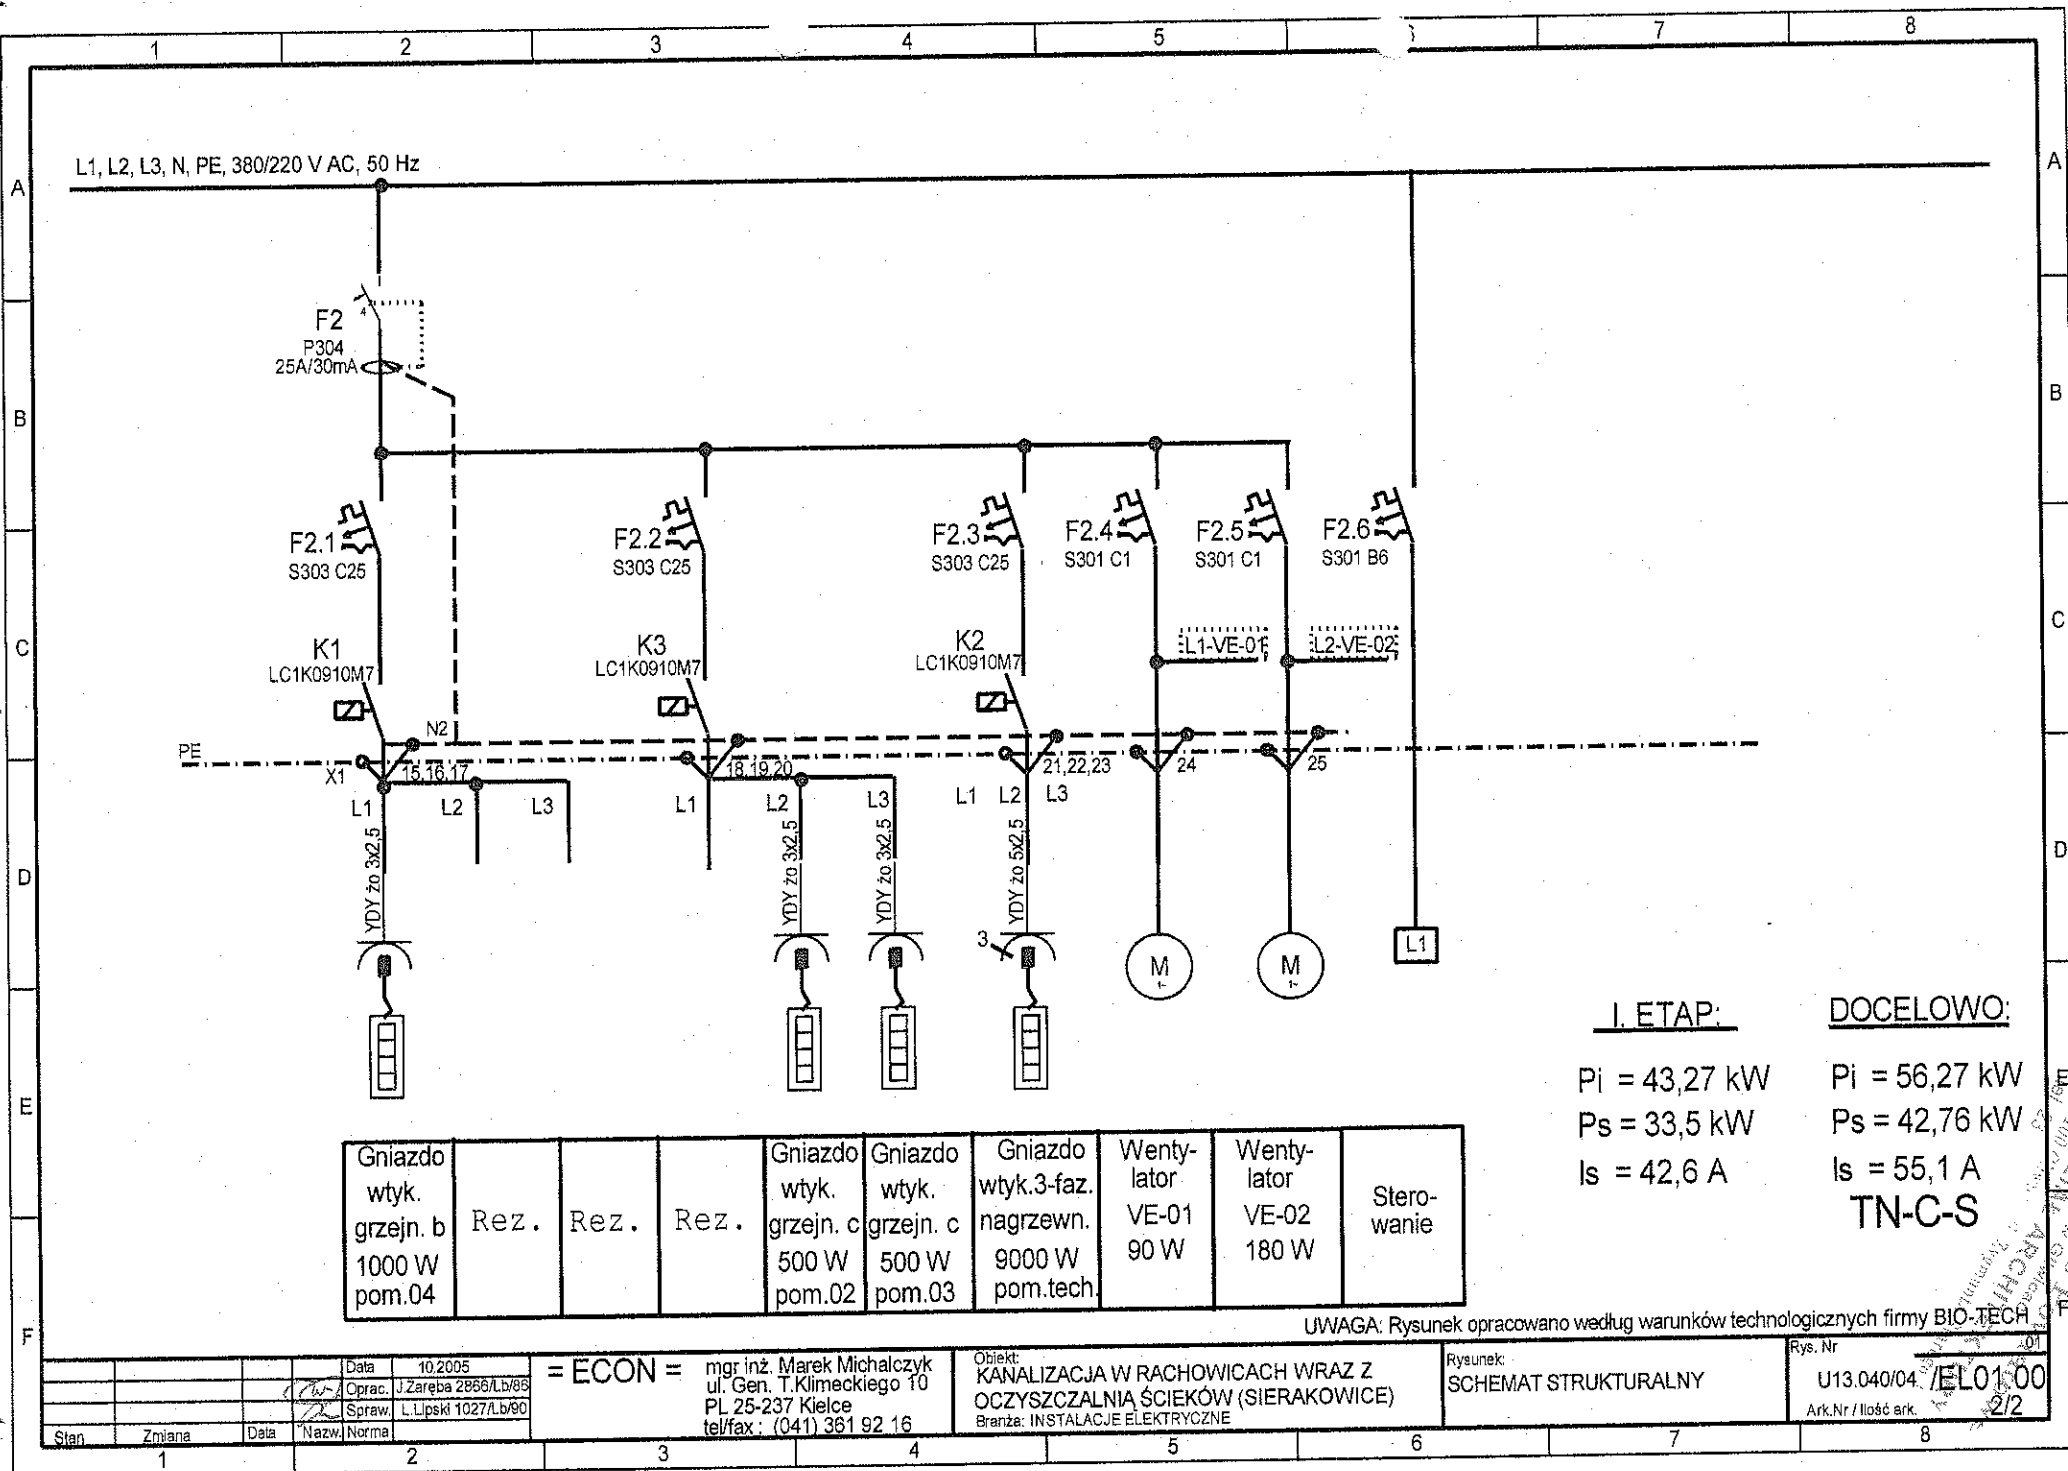 1 2 3 4 5 7 8
A A
L1, L2, L3, N, PE, 380/220 V AC, 50 Hz
4
F2
P304
25A/30mA
B B
F2.1
S303 C25
F2.2
S303 C25
F2.3
S303 C25
F2.4
S301 C1
F2.5
S301 C1
F2.6
S301 B6
C C
K1
LC1K0910M7
K3
LC1K0910M7
K2
LC1K0910M7
L1-VE-01
L2-VE-02
N2
PE
X1
15,16,17
18,19,20
21,22,23
24
25
L1 L2 L3
L1 L2 L3
L1 L2 L3
YDY żo 3x2,5
YDY żo 3x2,5
YDY żo 3x2,5
YDY żo 5x2,5
D D
3
M
1~
M
1~
L1
I. ETAP:
Pi = 43,27 kW
Ps = 33,5 kW
Is = 42,6 A
DOCELOWO:
Pi = 56,27 kW
Ps = 42,76 kW
Is = 55,1 A
TN-C-S
E E
Gniazdo
wtyk.
grzejn. b
1000 W
pom.04
Rez.
Rez.
Rez.
Gniazdo
wtyk.
grzejn. c
500 W
pom.02
Gniazdo
wtyk.
grzejn. c
500 W
pom.03
Gniazdo
wtyk.3-faz.
nagrzewn.
9000 W
pom.tech.
Wenty-
lator
VE-01
90 W
Wenty-
lator
VE-02
180 W
Stero-
wanie
F F
UWAGA: Rysunek opracowano według warunków technologicznych firmy BIO-TECH
Data 10.2005
Oprac. J.Zaręba 2866/Lb/86
Spraw. L.Lipski 1027/Lb/90
Stan Zmiana Data Nazw. Norma
= ECON =
mgr inż. Marek Michalczyk
ul. Gen. T.Klimeckiego 10
PL 25-237 Kielce
tel/fax : (041) 361 92 16
Obiekt:
KANALIZACJA W RACHOWICACH WRAZ Z
OCZYSZCZALNIĄ ŚCIEKÓW (SIERAKOWICE)
Branża: INSTALACJE ELEKTRYCZNE
Rysunek:
SCHEMAT STRUKTURALNY
Rys. Nr
01
U13.040/04 /EL01.00
Ark.Nr / Ilość ark. 2/2
1 2 3 4 5 6 7 8